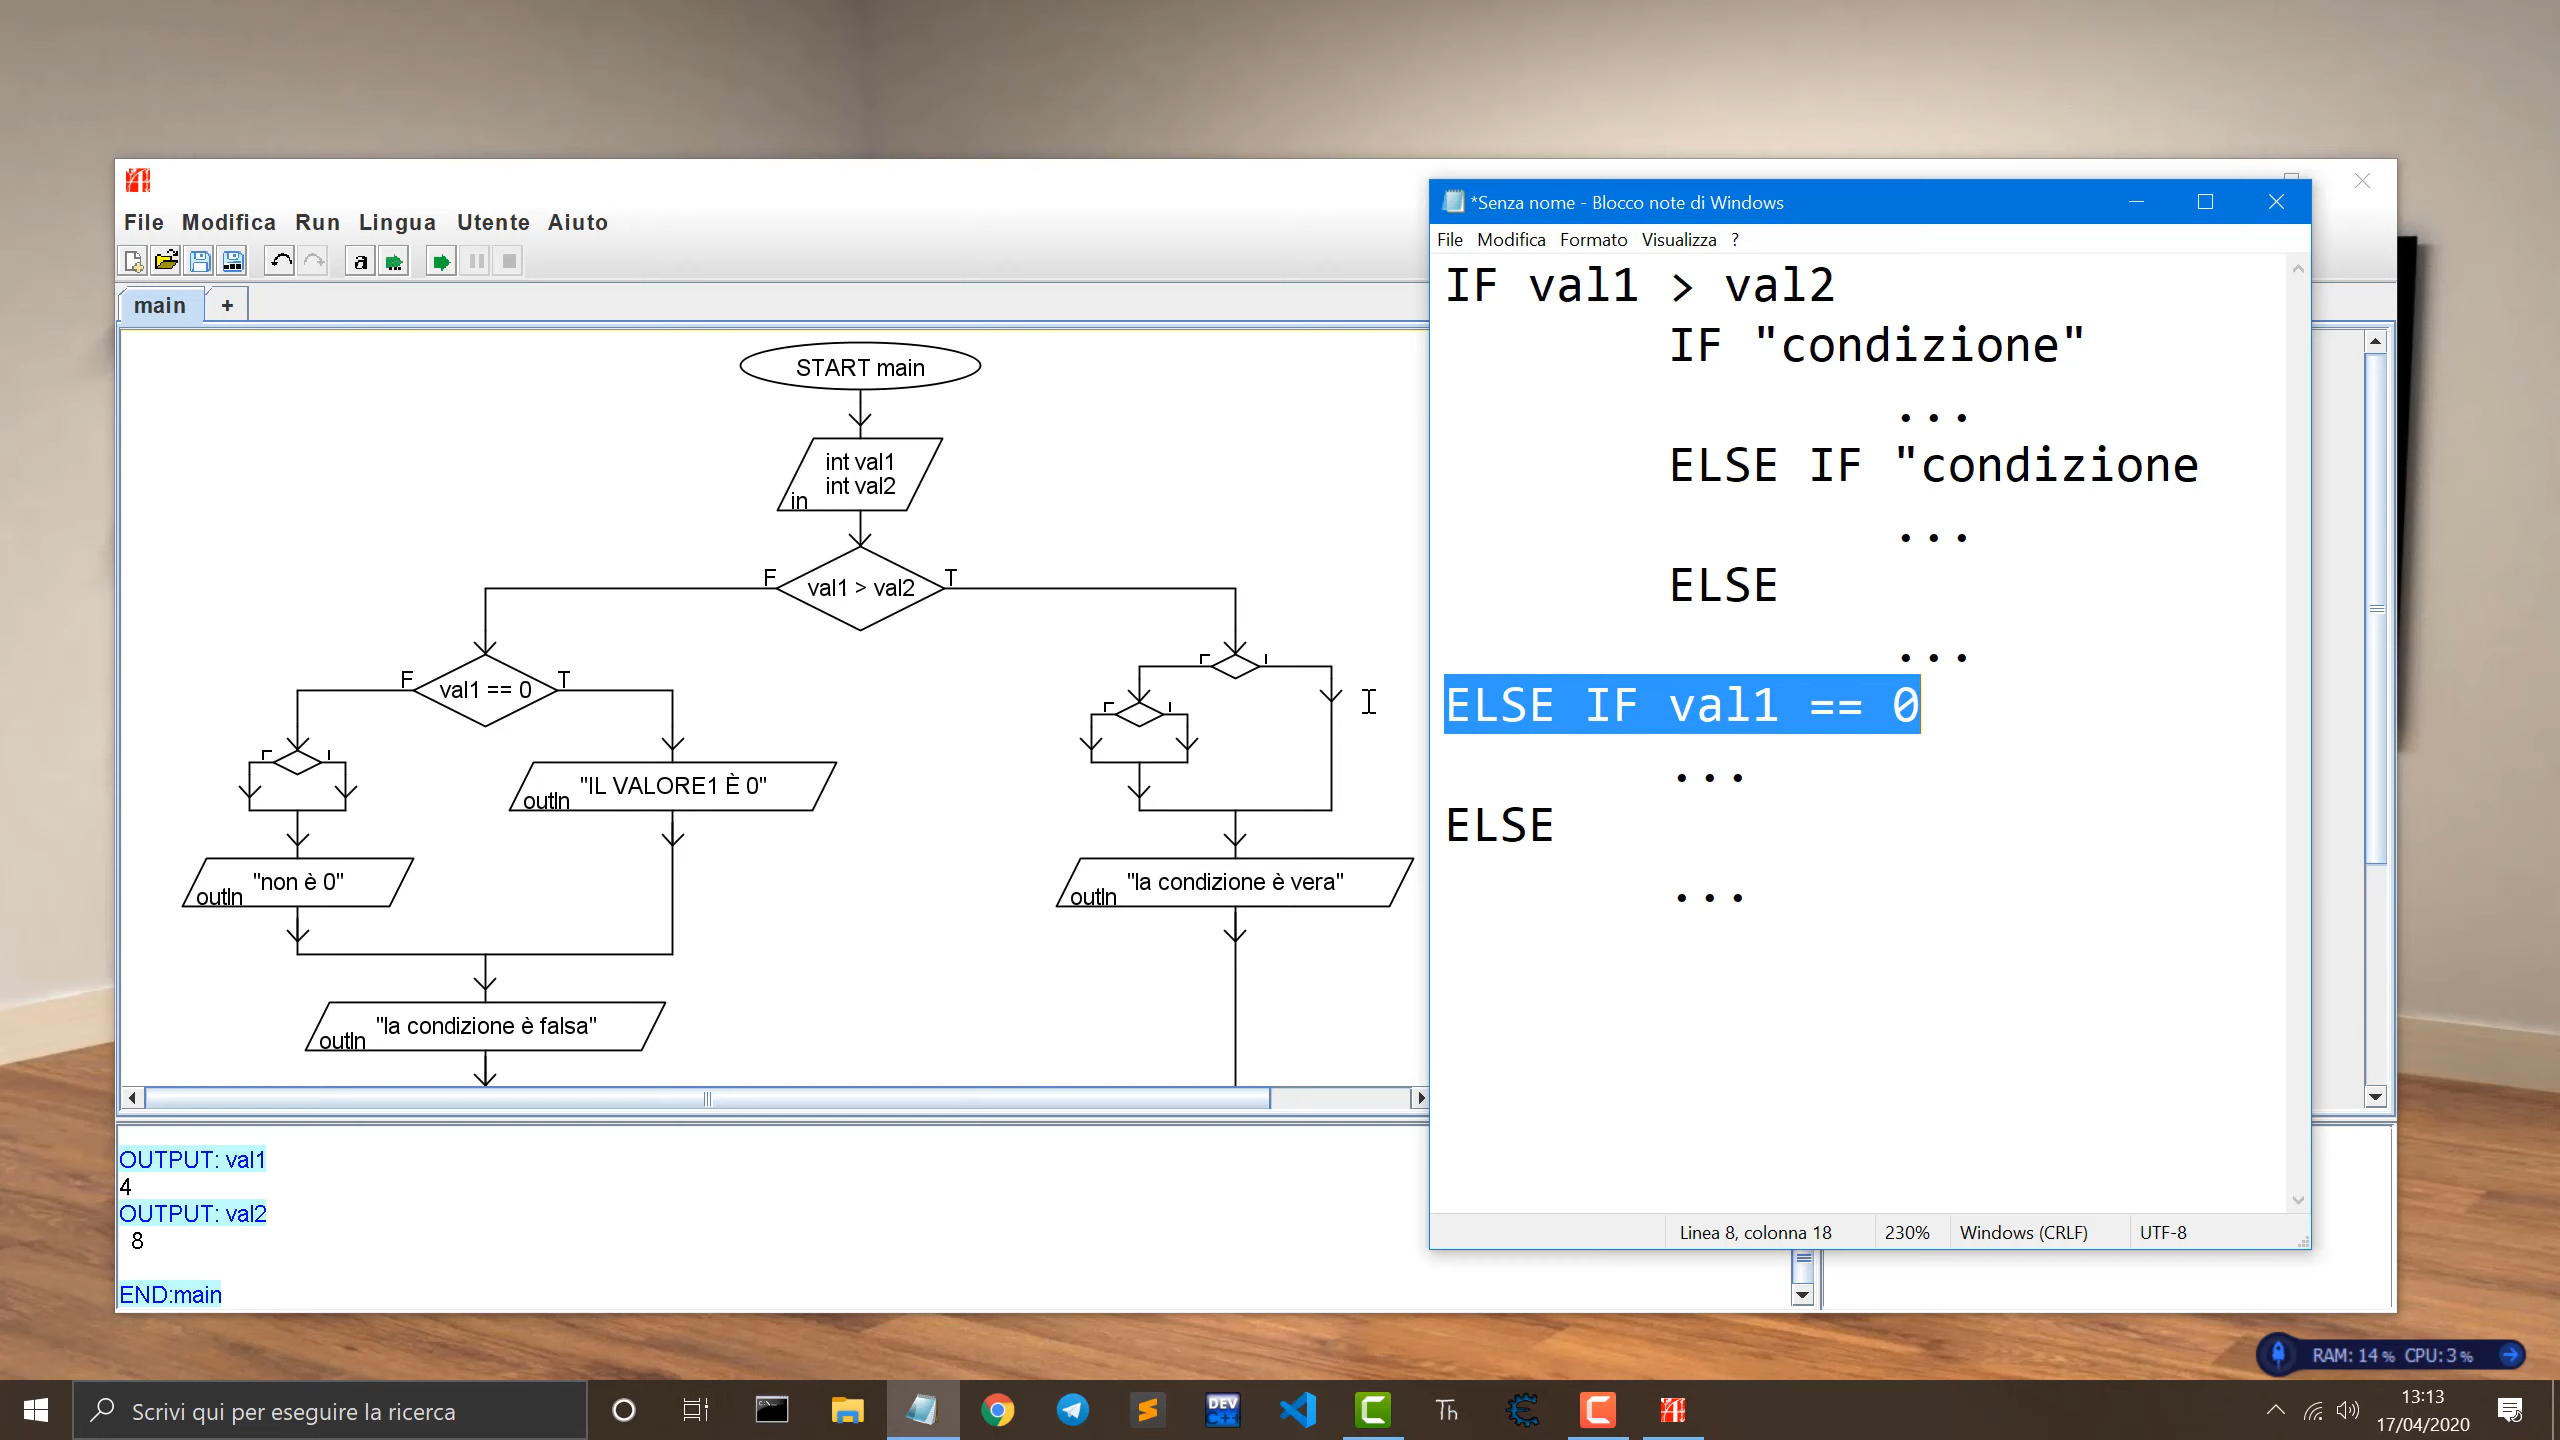 File Modifica Run Lingua Utente Aiuto
a
main +
START main
int val1
int val2
in
F val1 > val2 T
F val1 == 0 T
"IL VALORE1 È 0"
outln
"non è 0"
outln
"la condizione è vera"
outln
"la condizione è falsa"
outln
OUTPUT: val1
4
OUTPUT: val2
8
END:main
*Senza nome - Blocco note di Windows
File Modifica Formato Visualizza ?
IF val1 > val2
IF "condizione"
...
ELSE IF "condizione
...
ELSE
...
ELSE IF val1 == 0
...
ELSE
...
Linea 8, colonna 18 230% Windows (CRLF) UTF-8
RAM: 14 % CPU: 3 %
Scrivi qui per eseguire la ricerca
DEV
C++
Th
13:13
17/04/2020